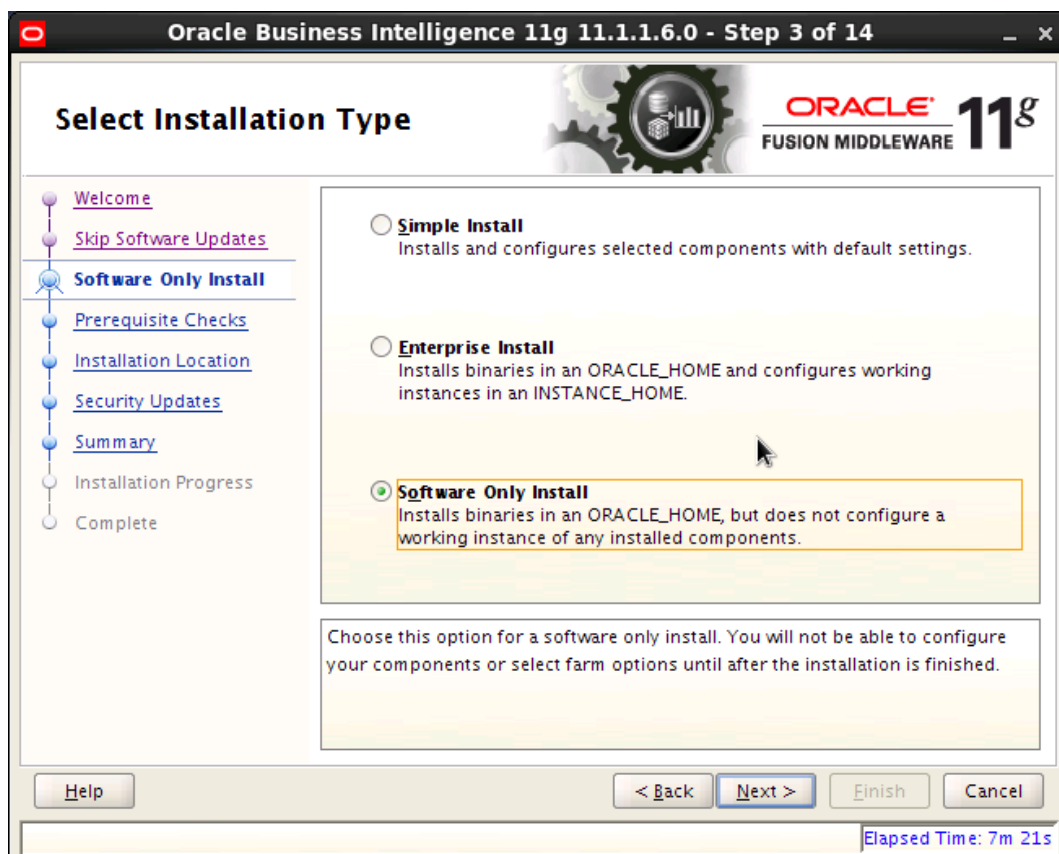 Oracle Business Intelligence 11g 11.1.1.6.0 - Step 3 of 14
Select Installation Type
ORACLE
FUSION MIDDLEWARE
11g
Welcome
Skip Software Updates
Software Only Install
Prerequisite Checks
Installation Location
Security Updates
Summary
Installation Progress
Complete
Simple Install
Installs and configures selected components with default settings.
Enterprise Install
Installs binaries in an ORACLE_HOME and configures working
instances in an INSTANCE_HOME.
Software Only Install
Installs binaries in an ORACLE_HOME, but does not configure a
working instance of any installed components.
Choose this option for a software only install. You will not be able to configure
your components or select farm options until after the installation is finished.
Help
< Back
Next >
Finish
Cancel
Elapsed Time: 7m 21s